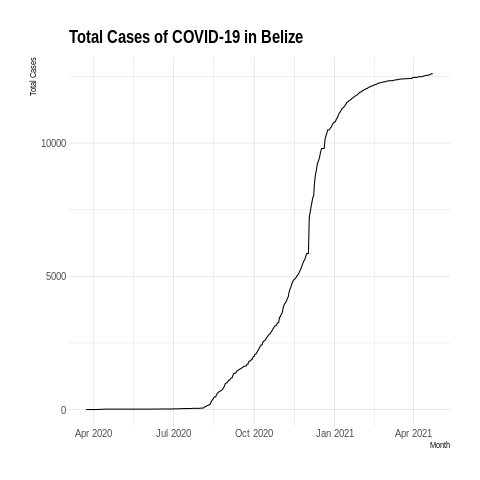 Total Cases of COVID-19 in Belize
Total Cases
10000
5000
0
Apr 2020 Jul 2020 Oct 2020 Jan 2021 Apr 2021
Month